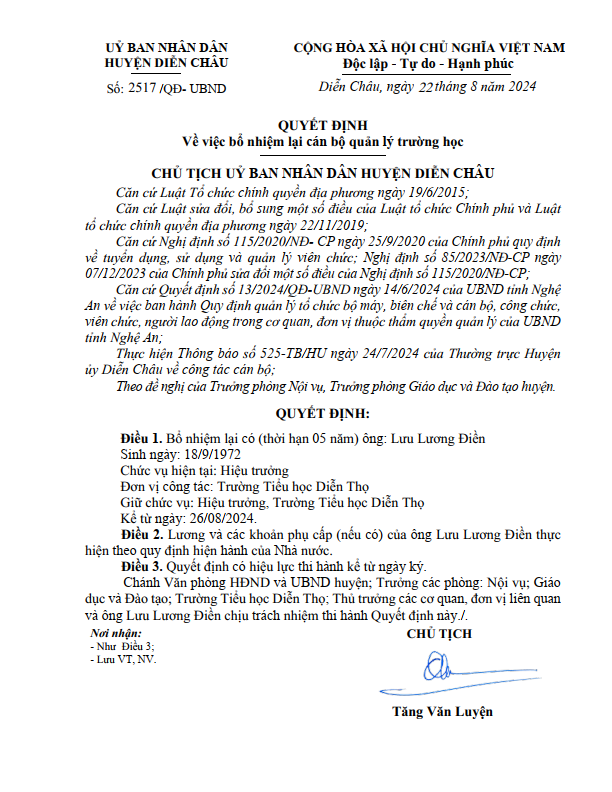 UỶ BAN NHÂN DÂN
HUYỆN DIỄN CHÂU
Số: 2517 /QĐ- UBND
CỘNG HÒA XÃ HỘI CHỦ NGHĨA VIỆT NAM
Độc lập - Tự do - Hạnh phúc
Diễn Châu, ngày 22 tháng 8 năm 2024
QUYẾT ĐỊNH
Về việc bổ nhiệm lại cán bộ quản lý trường học
CHỦ TỊCH UỶ BAN NHÂN DÂN HUYỆN DIỄN CHÂU
Căn cứ Luật Tổ chức chính quyền địa phương ngày 19/6/2015;
Căn cứ Luật sửa đổi, bổ sung một số điều của Luật tổ chức Chính phủ và Luật
tổ chức chính quyền địa phương ngày 22/11/2019;
Căn cứ Nghị định số 115/2020/NĐ- CP ngày 25/9/2020 của Chính phủ quy định
về tuyển dụng, sử dụng và quản lý viên chức; Nghị định số 85/2023/NĐ-CP ngày
07/12/2023 của Chính phủ sửa đổi một số điều của Nghị định số 115/2020/NĐ-CP;
Căn cứ Quyết định số 13/2024/QĐ-UBND ngày 14/6/2024 của UBND tỉnh Nghệ
An về việc ban hành Quy định quản lý tổ chức bộ máy, biên chế và cán bộ, công chức,
viên chức, người lao động trong cơ quan, đơn vị thuộc thẩm quyền quản lý của UBND
tỉnh Nghệ An;
Thực hiện Thông báo số 525-TB/HU ngày 24/7/2024 của Thường trực Huyện
ủy Diễn Châu về công tác cán bộ;
Theo đề nghị của Trưởng phòng Nội vụ, Trưởng phòng Giáo dục và Đào tạo huyện.
QUYẾT ĐỊNH:
Điều 1. Bổ nhiệm lại có (thời hạn 05 năm) ông: Lưu Lương Điền
Sinh ngày: 18/9/1972
Chức vụ hiện tại: Hiệu trưởng
Đơn vị công tác: Trường Tiểu học Diễn Thọ
Giữ chức vụ: Hiệu trưởng, Trường Tiểu học Diễn Thọ
Kể từ ngày: 26/08/2024.
Điều 2. Lương và các khoản phụ cấp (nếu có) của ông Lưu Lương Điền thực
hiện theo quy định hiện hành của Nhà nước.
Điều 3. Quyết định có hiệu lực thi hành kể từ ngày ký.
Chánh Văn phòng HĐND và UBND huyện; Trưởng các phòng: Nội vụ; Giáo
dục và Đào tạo; Trường Tiểu học Diễn Thọ; Thủ trưởng các cơ quan, đơn vị liên quan
và ông Lưu Lương Điền chịu trách nhiệm thi hành Quyết định này./.
Nơi nhận:
- Như Điều 3;
- Lưu VT, NV.
CHỦ TỊCH
Tăng Văn Luyện